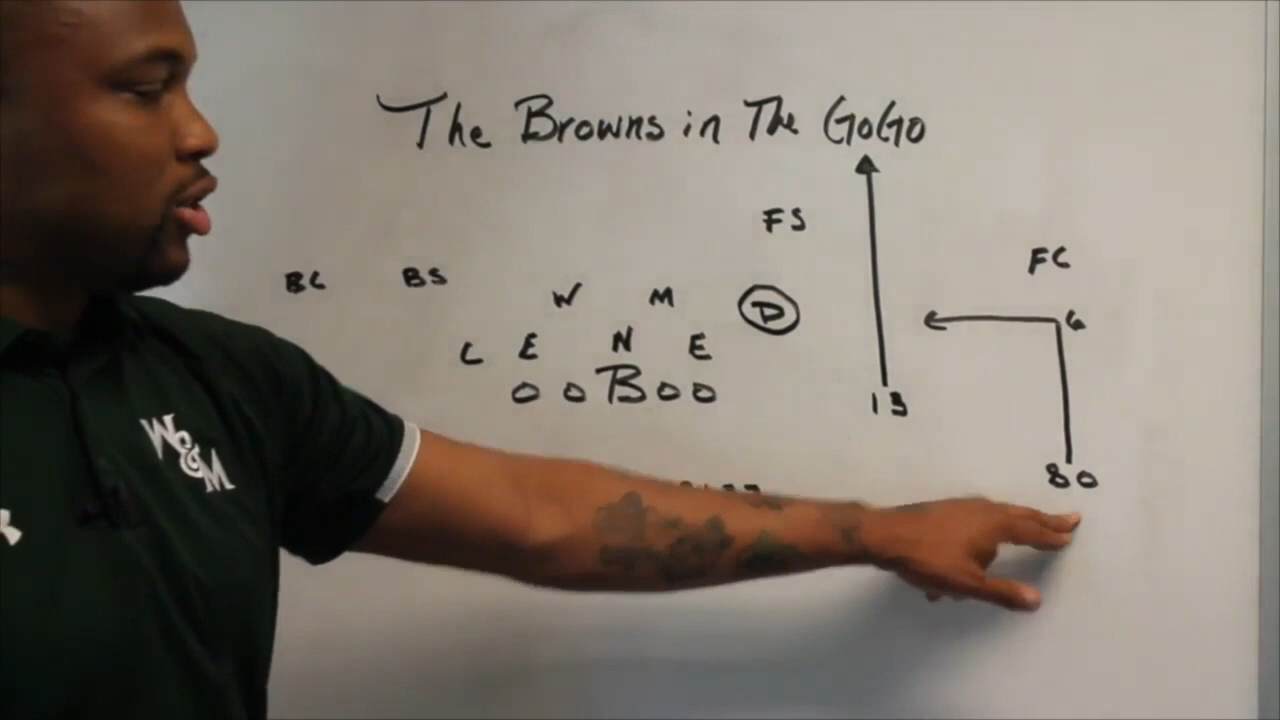 The Browns in The GoGo
FS
FC
BC BS
W M D
6
C E N E
O O B O O
13
80
W&M